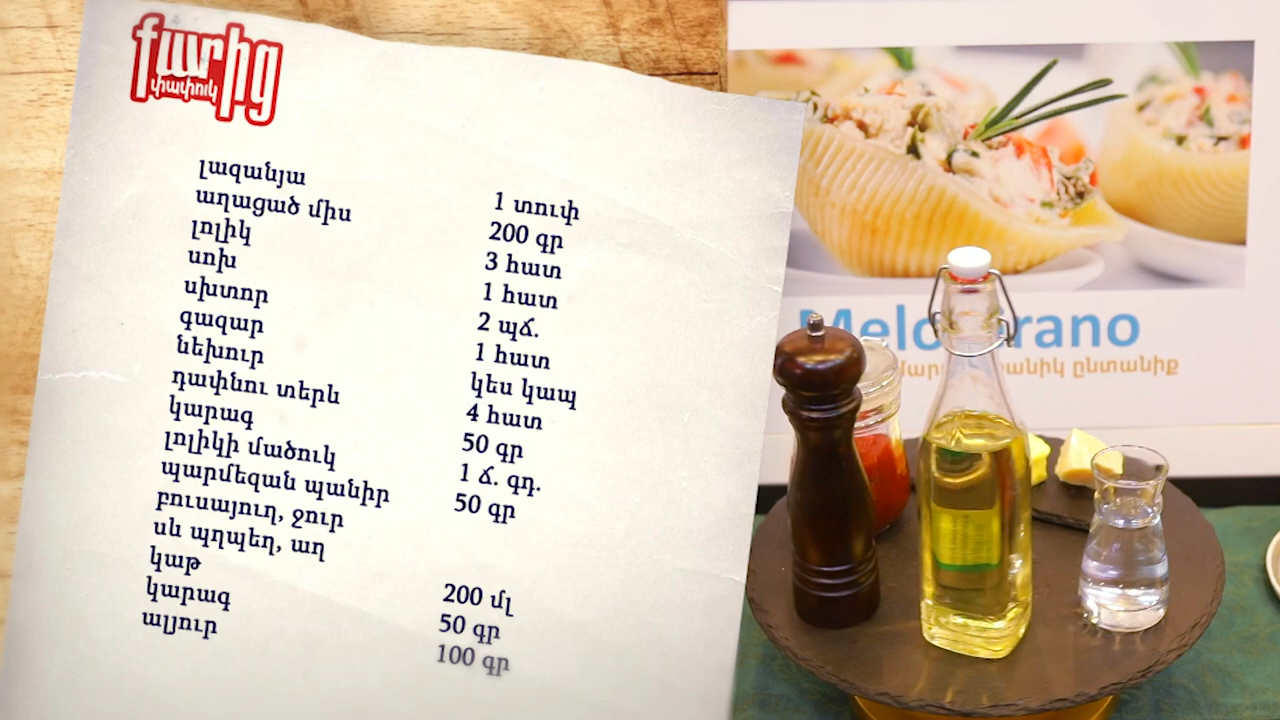 փափուկ
Փարից
լազանյա 1 տուփ
աղացած միս 200 գր
լոլիկ 3 հատ
սոխ 1 հատ
սխտոր 2 պճ.
գազար 1 հատ
նեխուր կես կապ
դափնու տերև 4 հատ
կարագ 50 գր
լոլիկի մածուկ 1 ճ. գդ.
պարմեզան պանիր 50 գր
բուսայուղ, ջուր
սև պղպեղ, աղ
կաթ 200 մլ
կարագ 50 գր
ալյուր 100 գր
ընտանիք